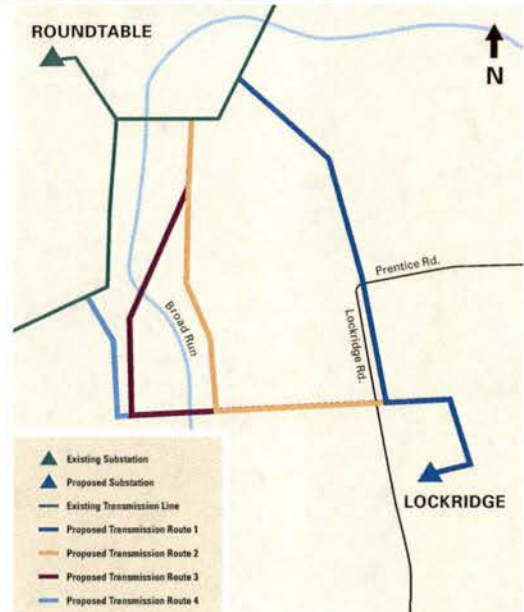 ROUNDTABLE
N
Prentice Rd.
Lockridge Rd.
Broad Run
LOCKRIDGE
Existing Substation
Proposed Substation
Existing Transmission Line
Proposed Transmission Route 1
Proposed Transmission Route 2
Proposed Transmission Route 3
Proposed Transmission Route 4